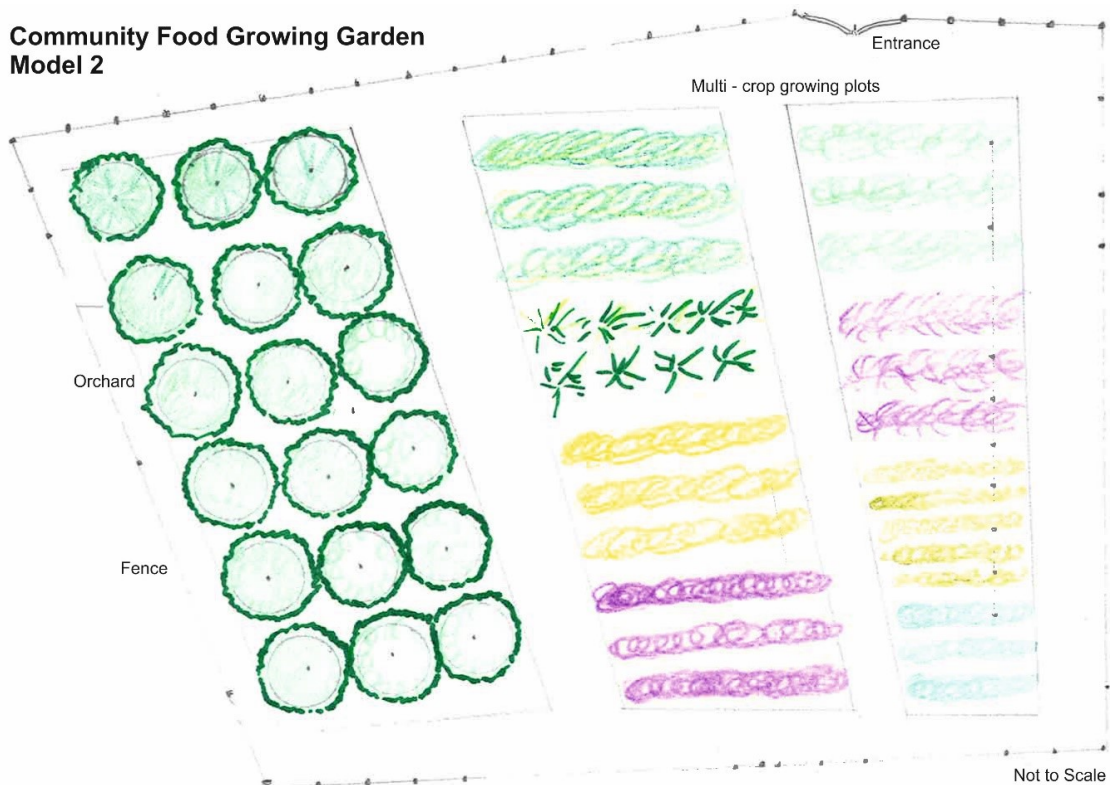 Community Food Growing Garden
Model 2
Entrance
Multi - crop growing plots
Orchard
Fence
Not to Scale